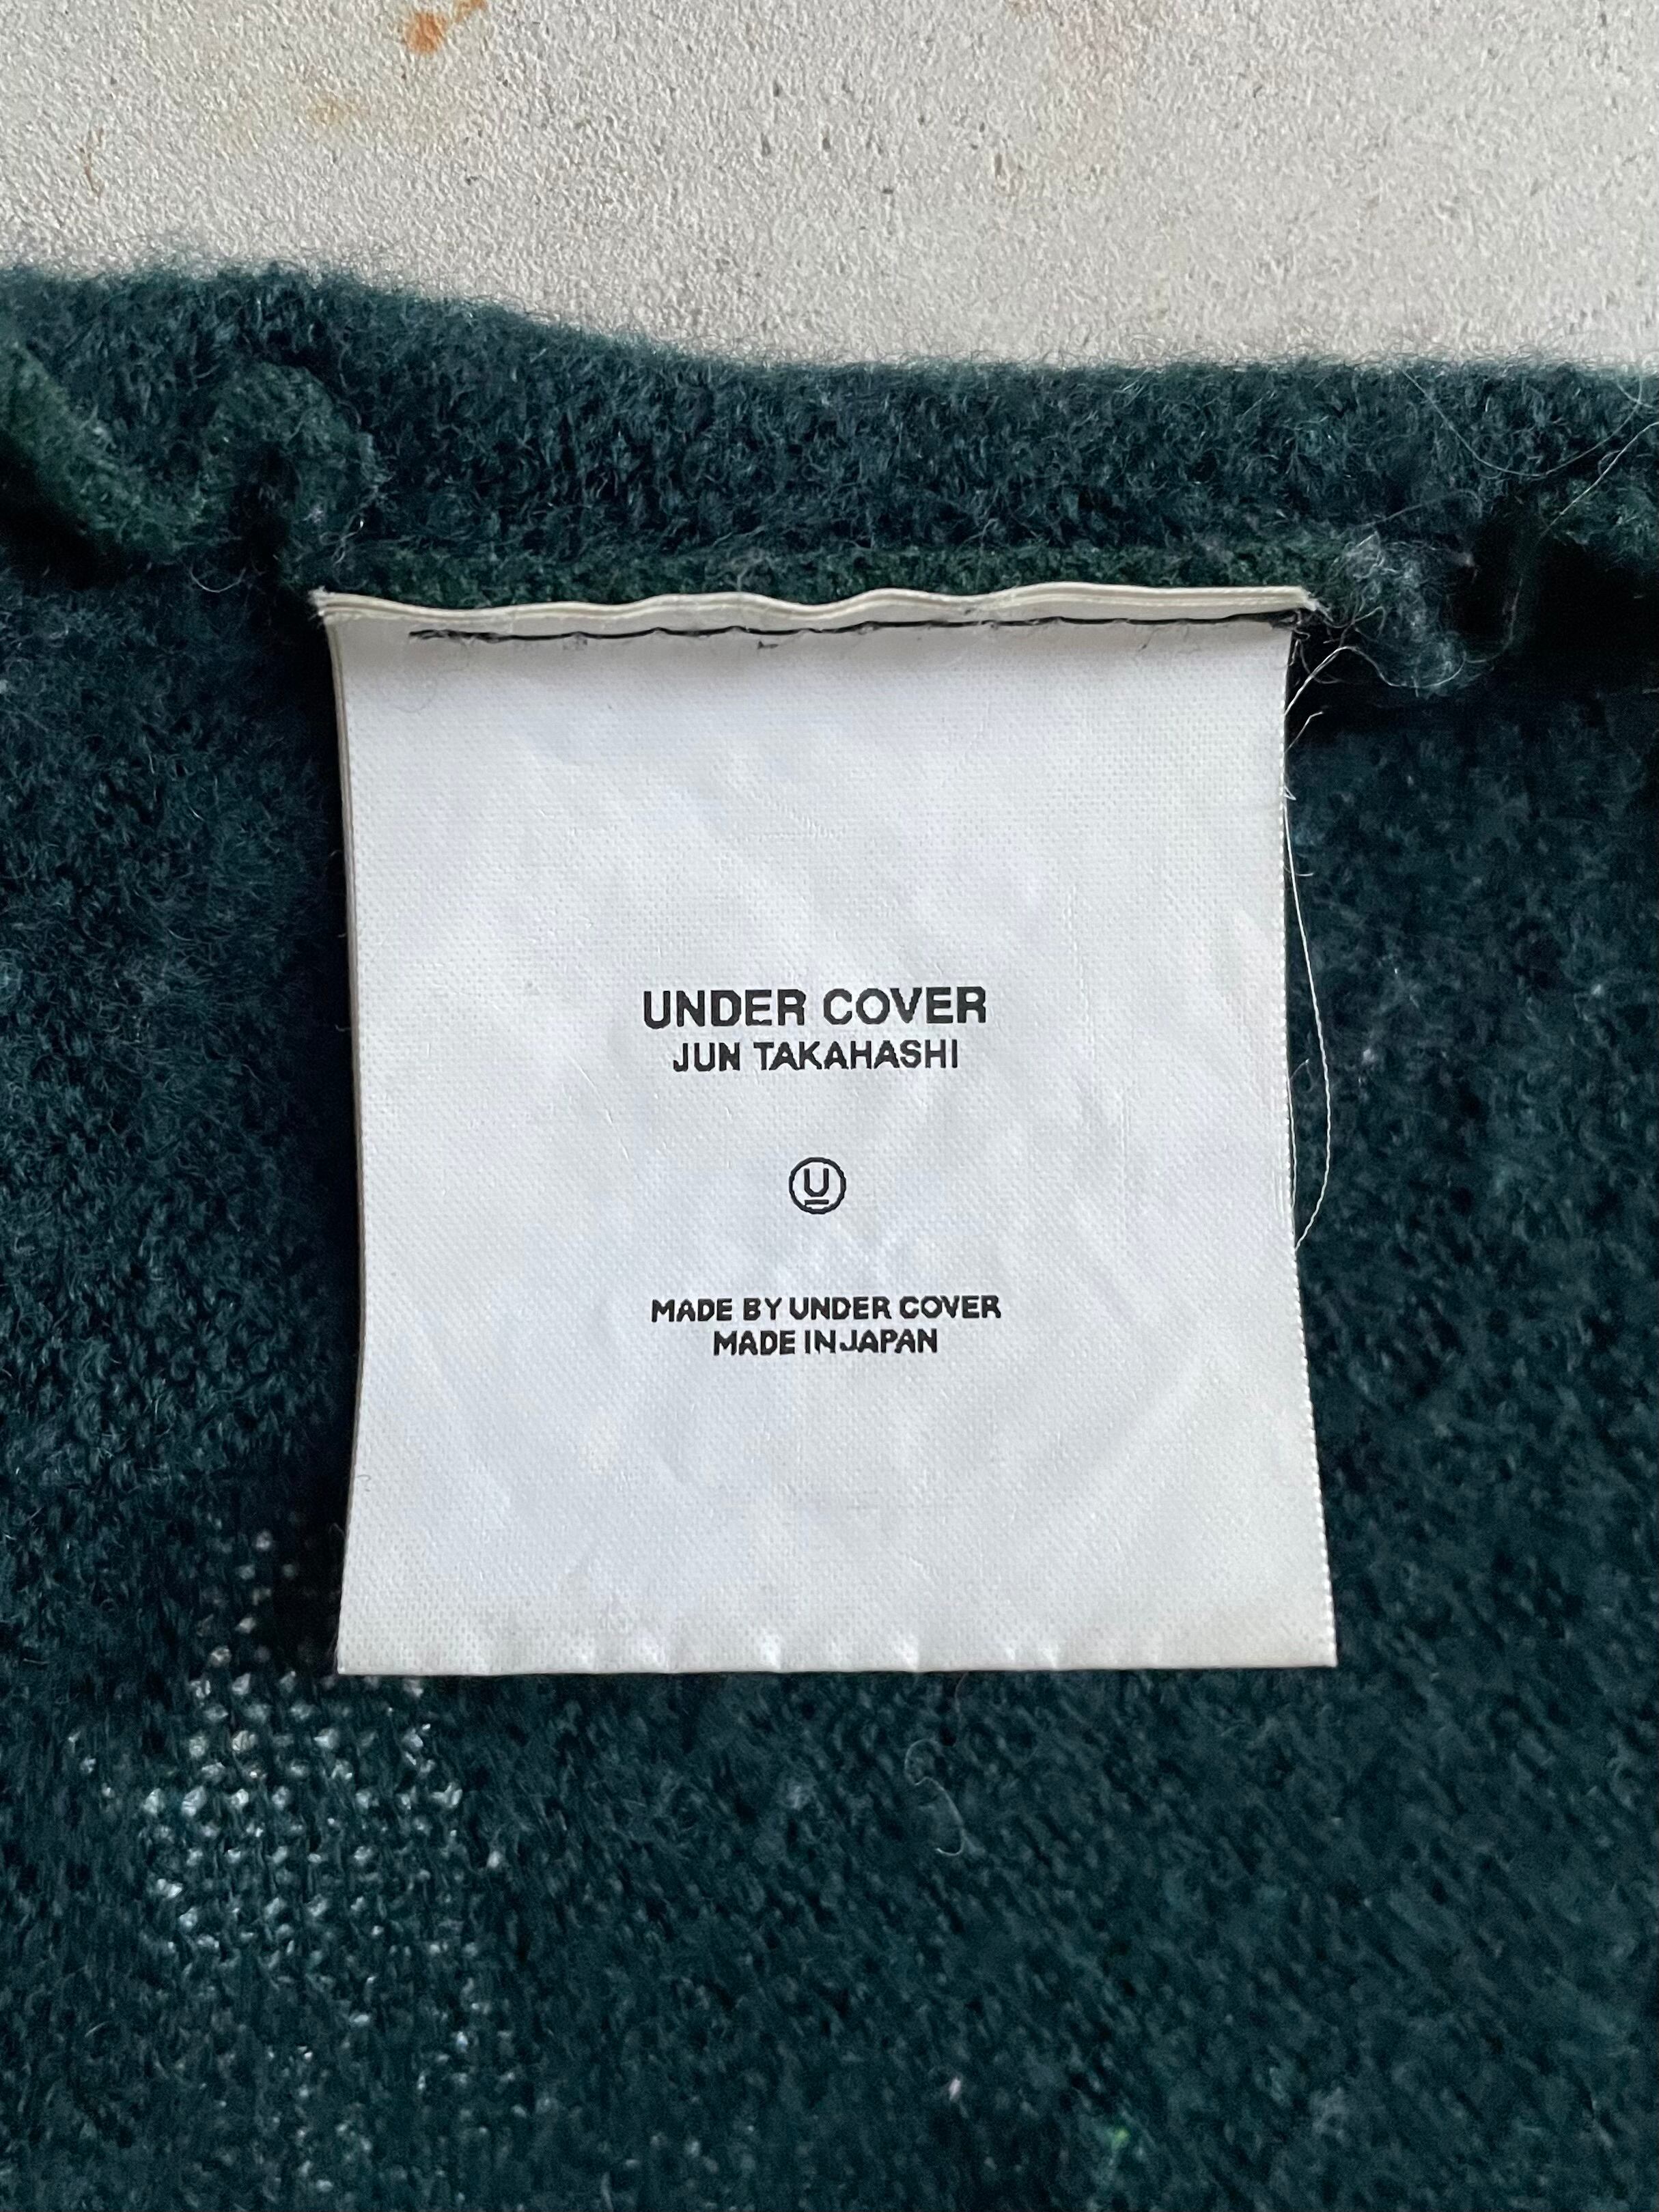 UNDER COVER
JUN TAKAHASHI
U
MADE BY UNDER COVER
MADE IN JAPAN